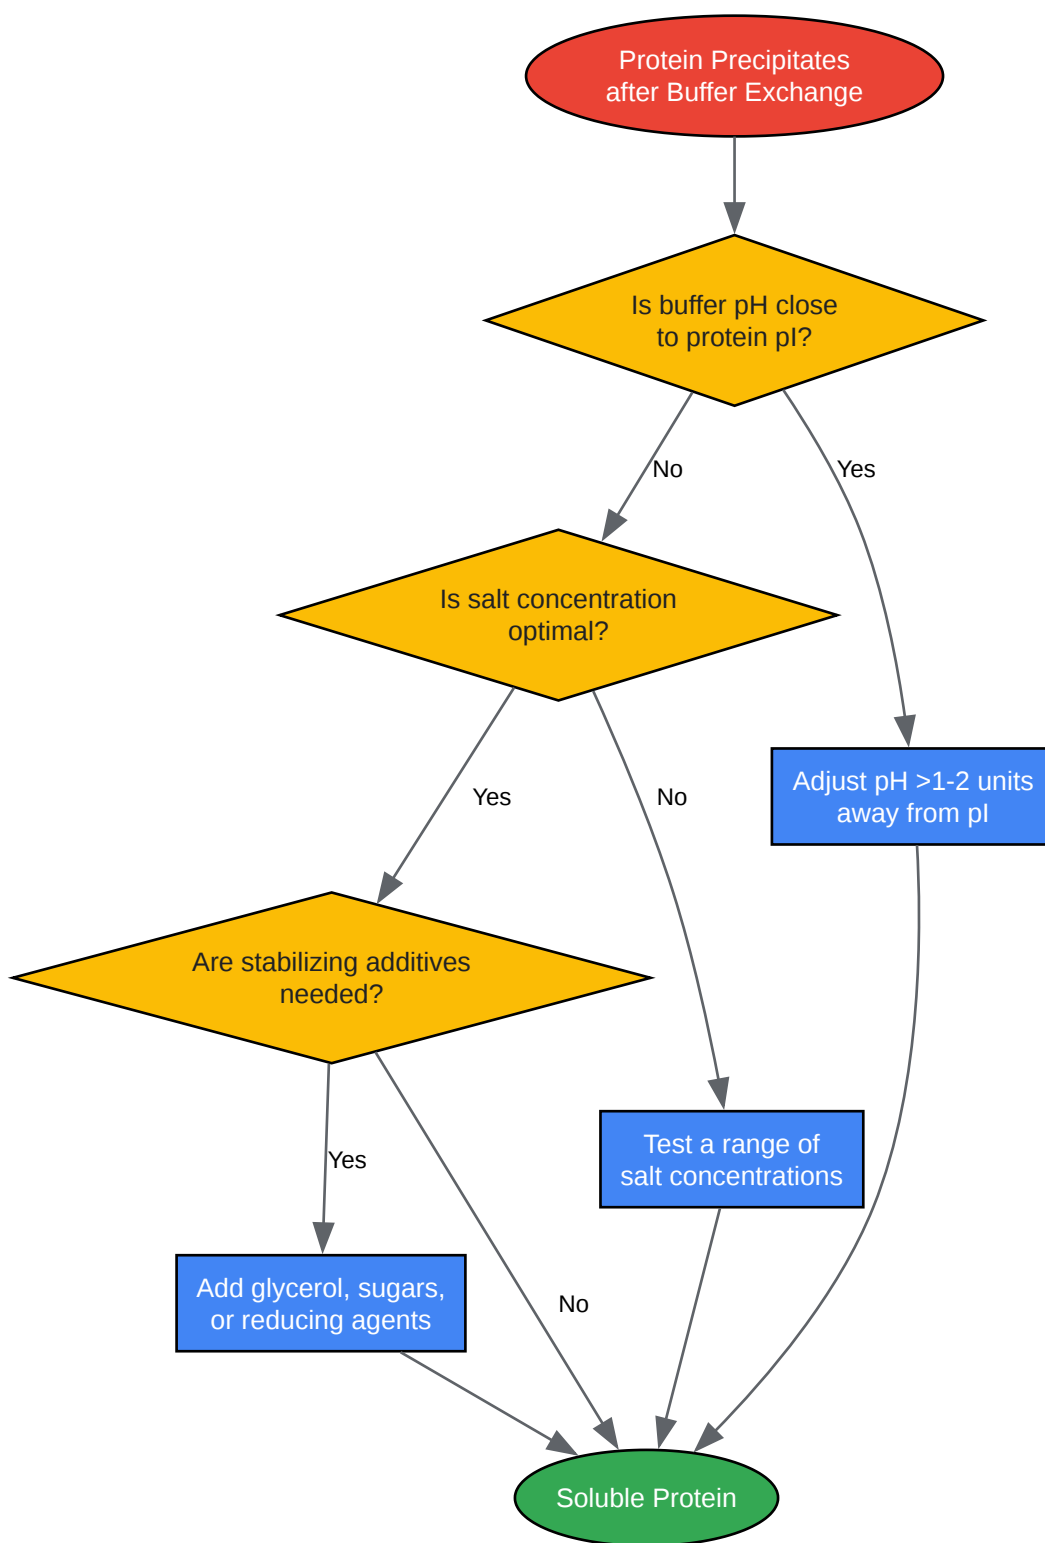 Protein Precipitates
after Buffer Exchange
Is buffer pH close
to protein pI?
No
Yes
Is salt concentration
optimal?
Yes
No
Adjust pH >1-2 units
away from pI
Are stabilizing additives
needed?
Yes
No
Test a range of
salt concentrations
Add glycerol, sugars,
or reducing agents
Soluble Protein